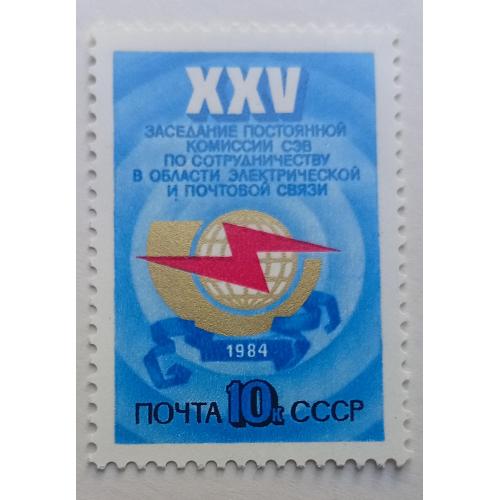 XXV
ЗАСЕДАНИЕ ПОСТОЯННОЙ
КОМИССИИ СЭВ
ПО СОТРУДНИЧЕСТВУ
В ОБЛАСТИ ЭЛЕКТРИЧЕСКОЙ
И ПОЧТОВОЙ СВЯЗИ
1984
ПОЧТА 10к СССР